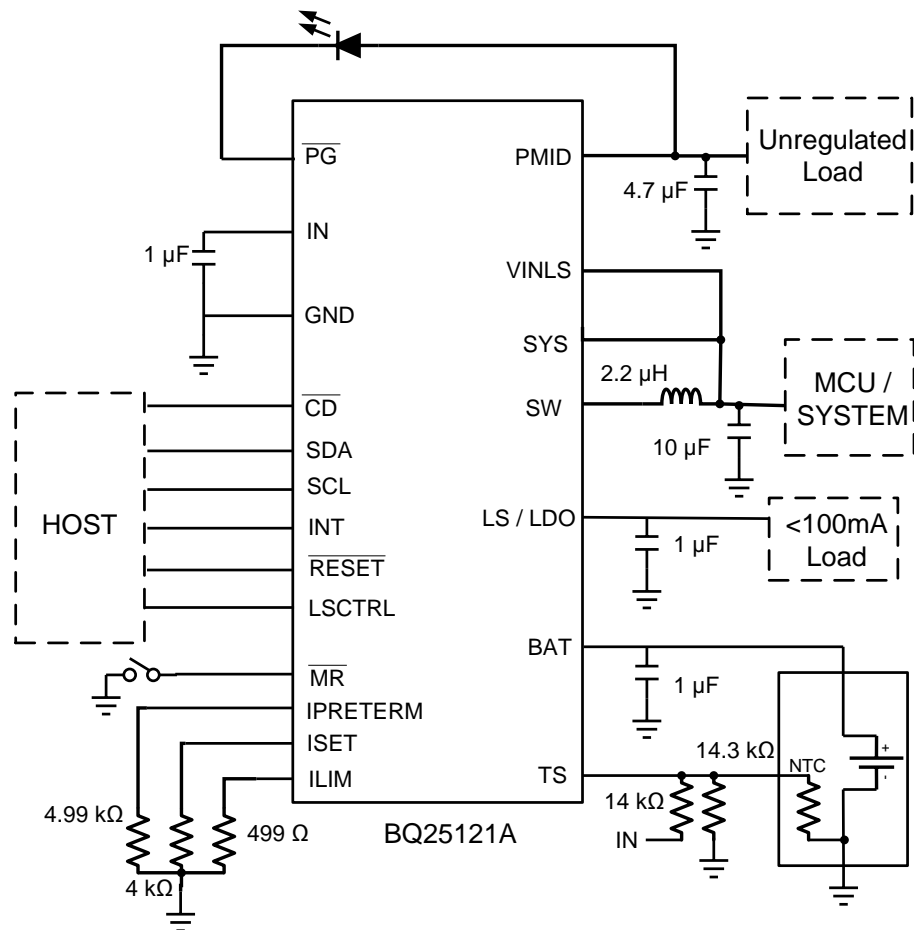 PG
PMID
Unregulated
Load
4.7 µF
IN
1 µF
VINLS
GND
SYS
2.2 µH
MCU /
SYSTEM
SW
CD
10 µF
SDA
SCL
HOST
INT
LS / LDO
<100mA
Load
1 µF
RESET
LSCTRL
BAT
MR
1 µF
IPRETERM
ISET
14.3 kΩ
NTC
+
-
ILIM
TS
14 kΩ
4.99 kΩ
499 Ω
IN
BQ25121A
4 kΩ